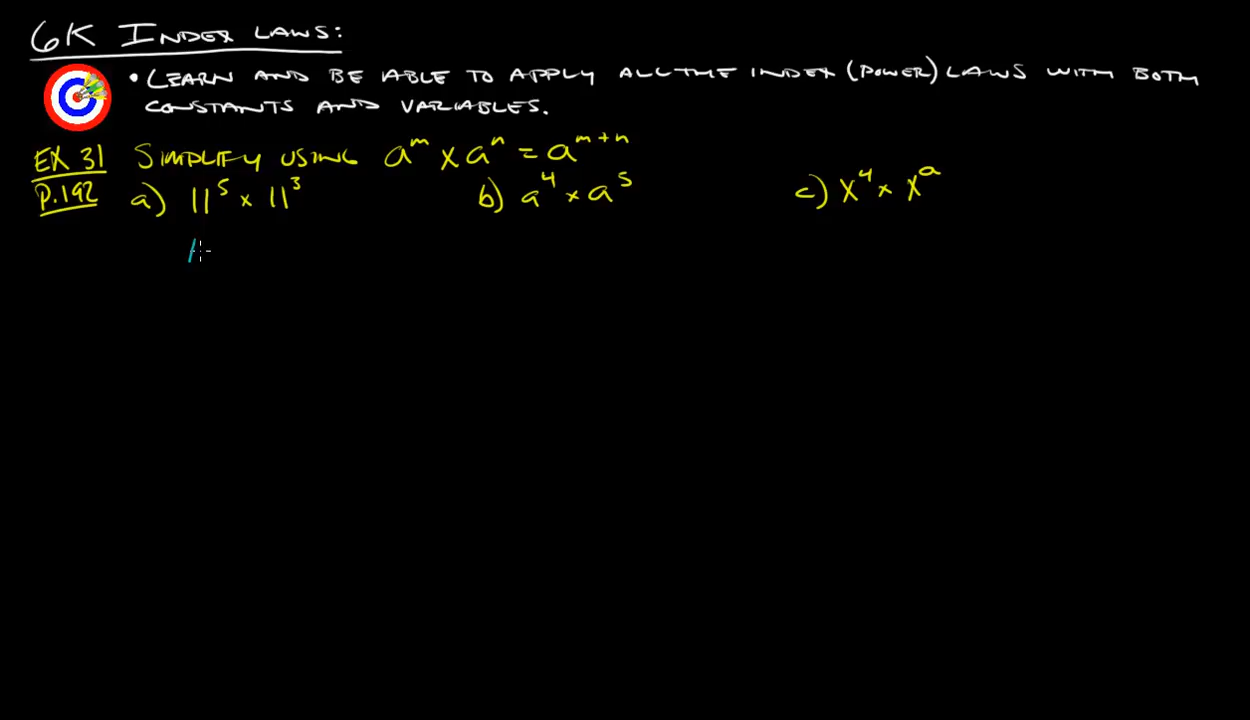 6K INDEX LAWS:
• LEARN AND BE ABLE TO APPLY ALL THE INDEX (POWER) LAWS WITH BOTH
CONSTANTS AND VARIABLES.
EX 31 SIMPLIFY USING a^m × a^n = a^{m+n}
P.192 a) 11^5 × 11^3 b) a^4 × a^5 c) x^4 × x^a